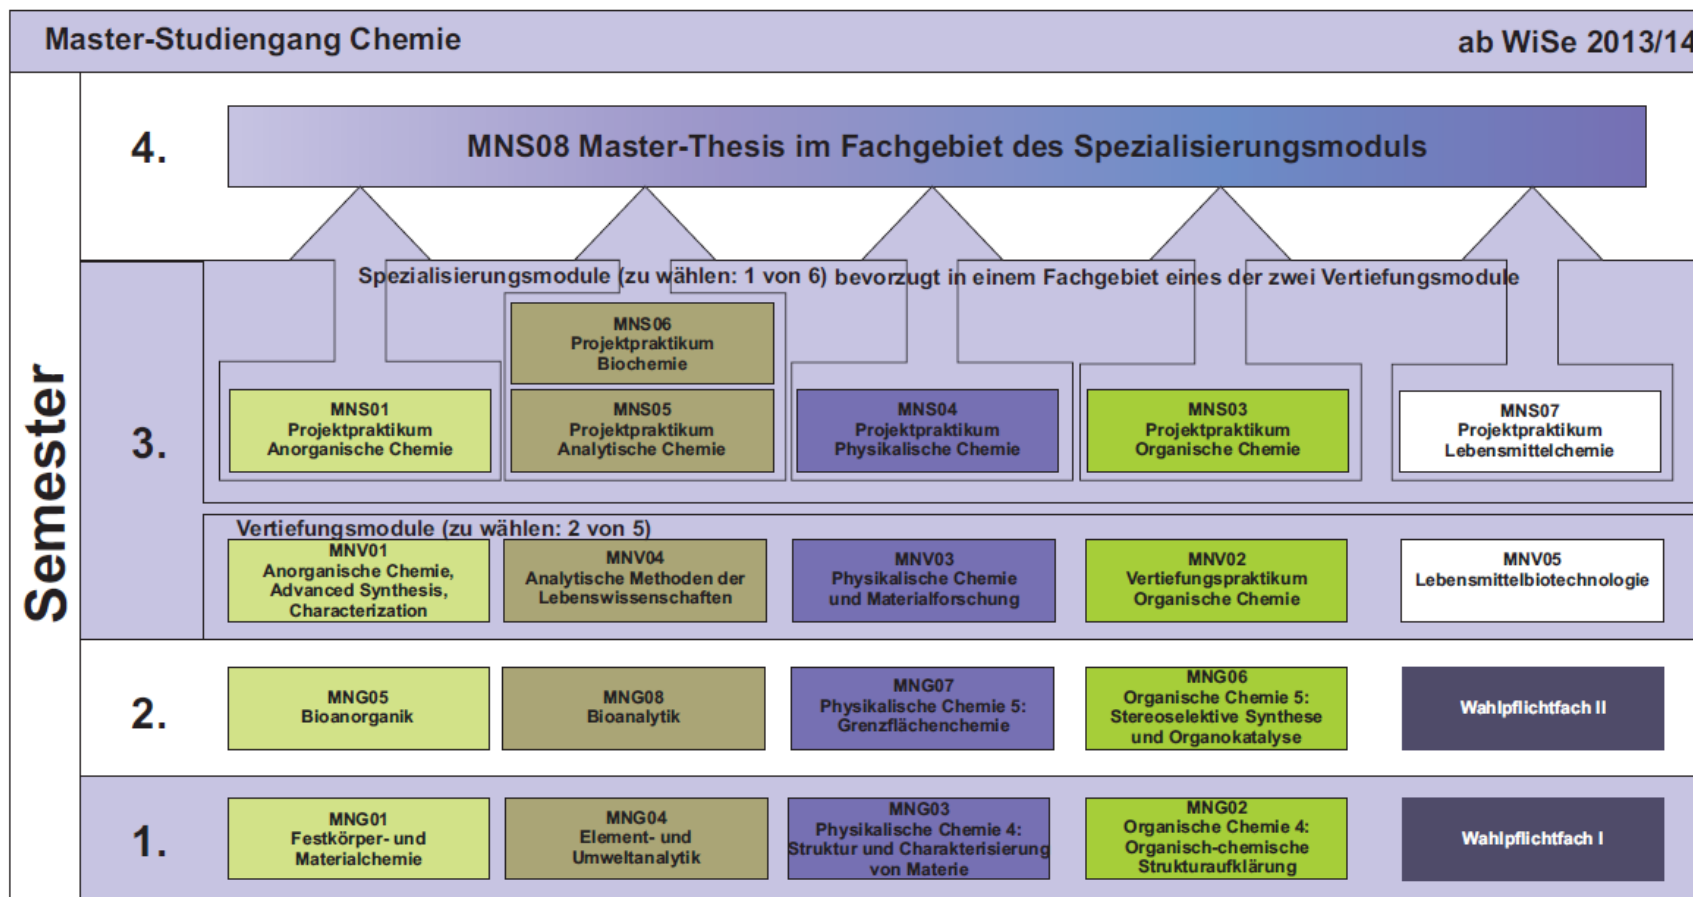 Master-Studiengang Chemie
ab WiSe 2013/14
Semester
4.
MNS08 Master-Thesis im Fachgebiet des Spezialisierungsmoduls
3.
Spezialisierungsmodule (zu wählen: 1 von 6) bevorzugt in einem Fachgebiet eines der zwei Vertiefungsmodule
MNS06
Projektpraktikum
Biochemie
MNS01
Projektpraktikum
Anorganische Chemie
MNS05
Projektpraktikum
Analytische Chemie
MNS04
Projektpraktikum
Physikalische Chemie
MNS03
Projektpraktikum
Organische Chemie
MNS07
Projektpraktikum
Lebensmittelchemie
Vertiefungsmodule (zu wählen: 2 von 5)
MNV01
Anorganische Chemie,
Advanced Synthesis,
Characterization
MNV04
Analytische Methoden der
Lebenswissenschaften
MNV03
Physikalische Chemie
und Materialforschung
MNV02
Vertiefungspraktikum
Organische Chemie
MNV05
Lebensmittelbiotechnologie
2.
MNG05
Bioanorganik
MNG08
Bioanalytik
MNG07
Physikalische Chemie 5:
Grenzflächenchemie
MNG06
Organische Chemie 5:
Stereoselektive Synthese
und Organokatalyse
Wahlpflichtfach II
1.
MNG01
Festkörper- und
Materialchemie
MNG04
Element- und
Umweltanalytik
MNG03
Physikalische Chemie 4:
Struktur und Charakterisierung
von Materie
MNG02
Organische Chemie 4:
Organisch-chemische
Strukturaufklärung
Wahlpflichtfach I